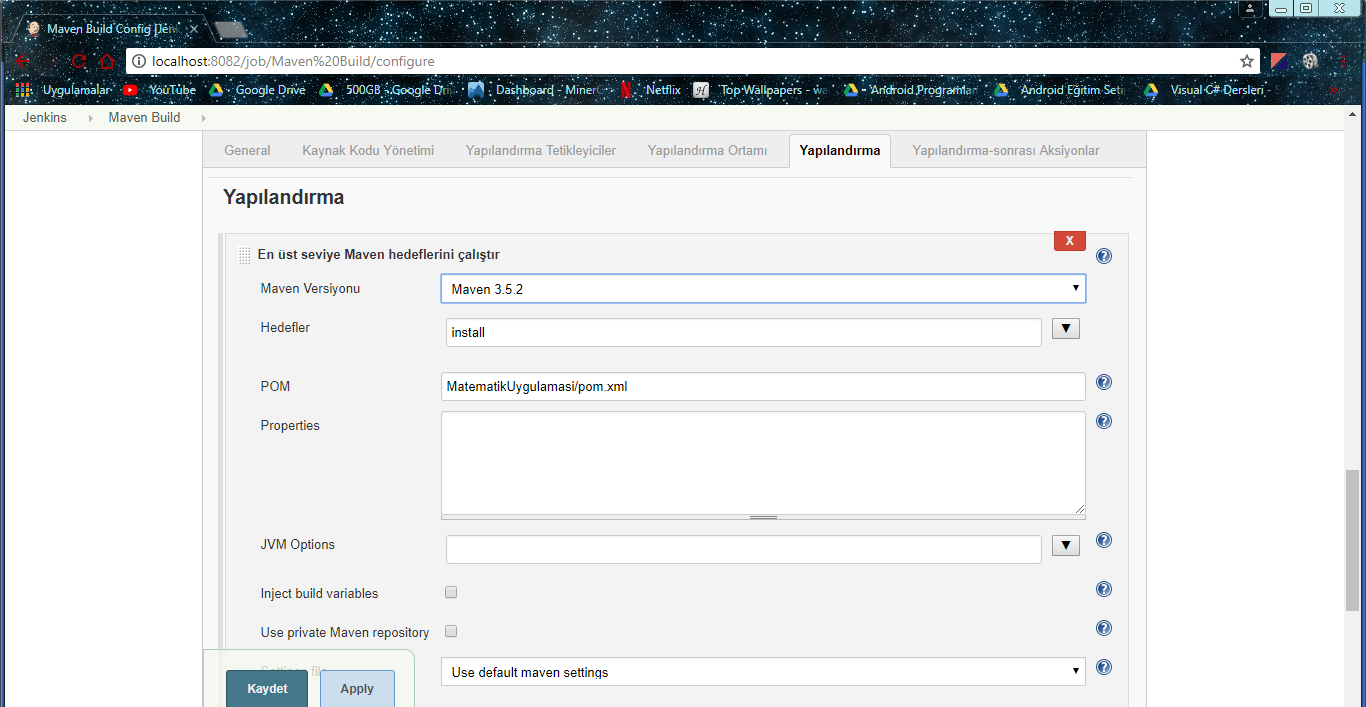 Maven Build Config [Jen
localhost:8082/job/Maven%20Build/configure
Uygulamalar YouTube Google Drive 500GB - Google Dri Dashboard - MinerG Netflix Top Wallpapers - wa Android Programlam Android Eğitim Seti Visual C# Dersleri - S
Jenkins Maven Build
General Kaynak Kodu Yönetimi Yapılandırma Tetikleyiciler Yapılandırma Ortamı Yapılandırma Yapılandırma-sonrası Aksiyonlar
Yapılandırma
X
En üst seviye Maven hedeflerini çalıştır
Maven Versiyonu Maven 3.5.2
Hedefler install
POM MatematikUygulamasi/pom.xml
Properties
JVM Options
Inject build variables
Use private Maven repository
Settings file Use default maven settings
Kaydet Apply